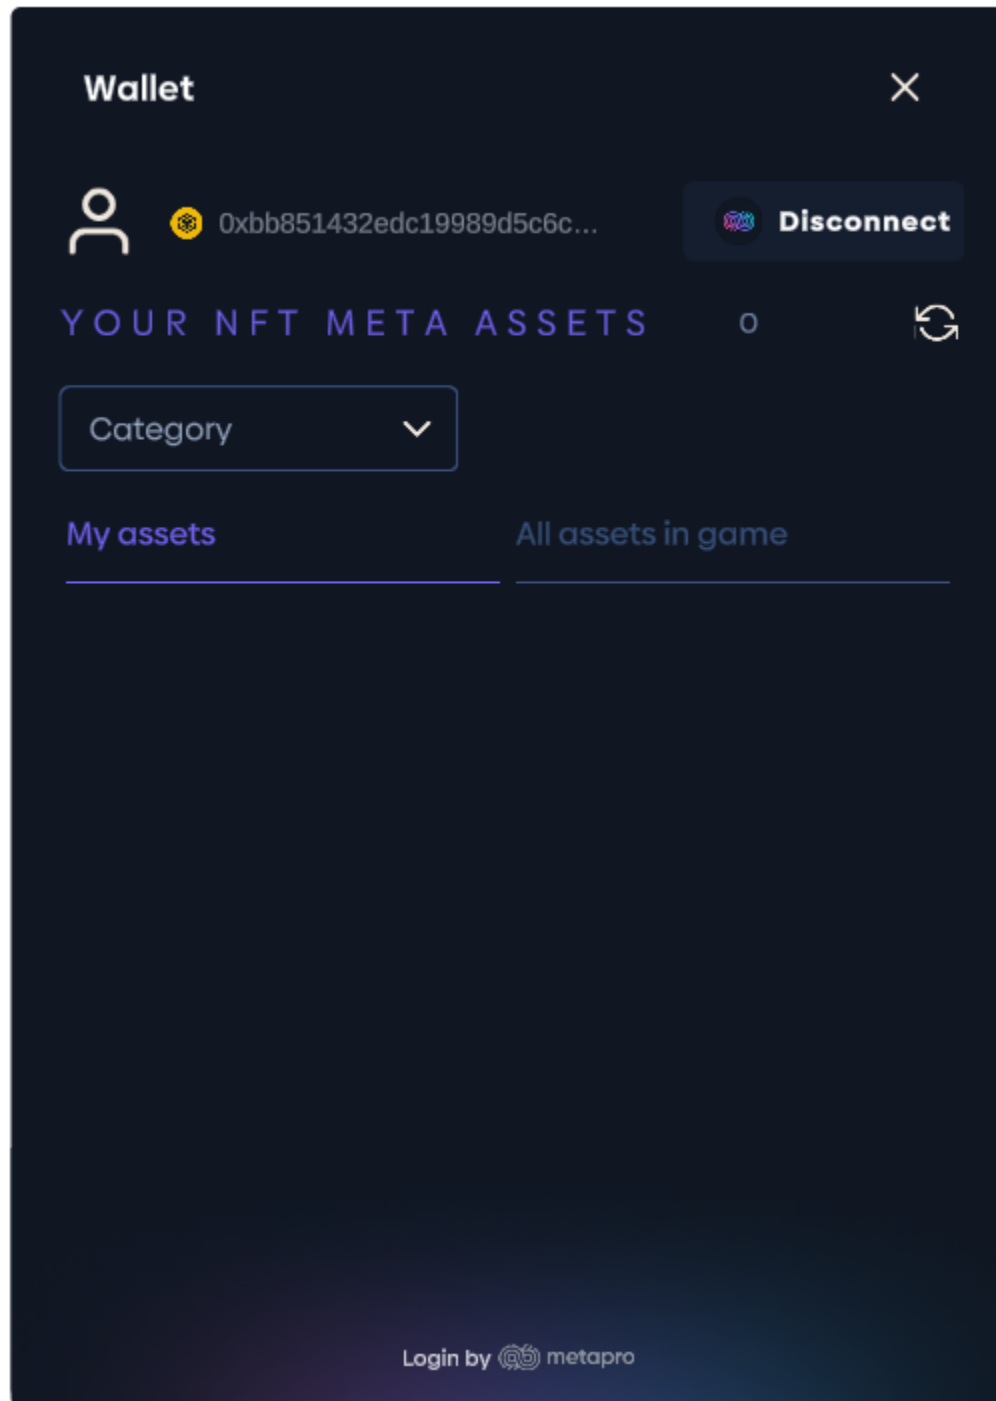 Wallet
0xbb851432edc19989d5c6c...
Disconnect
YOUR NFT META ASSETS 0
Category
My assets
All assets in game
Login by metapro